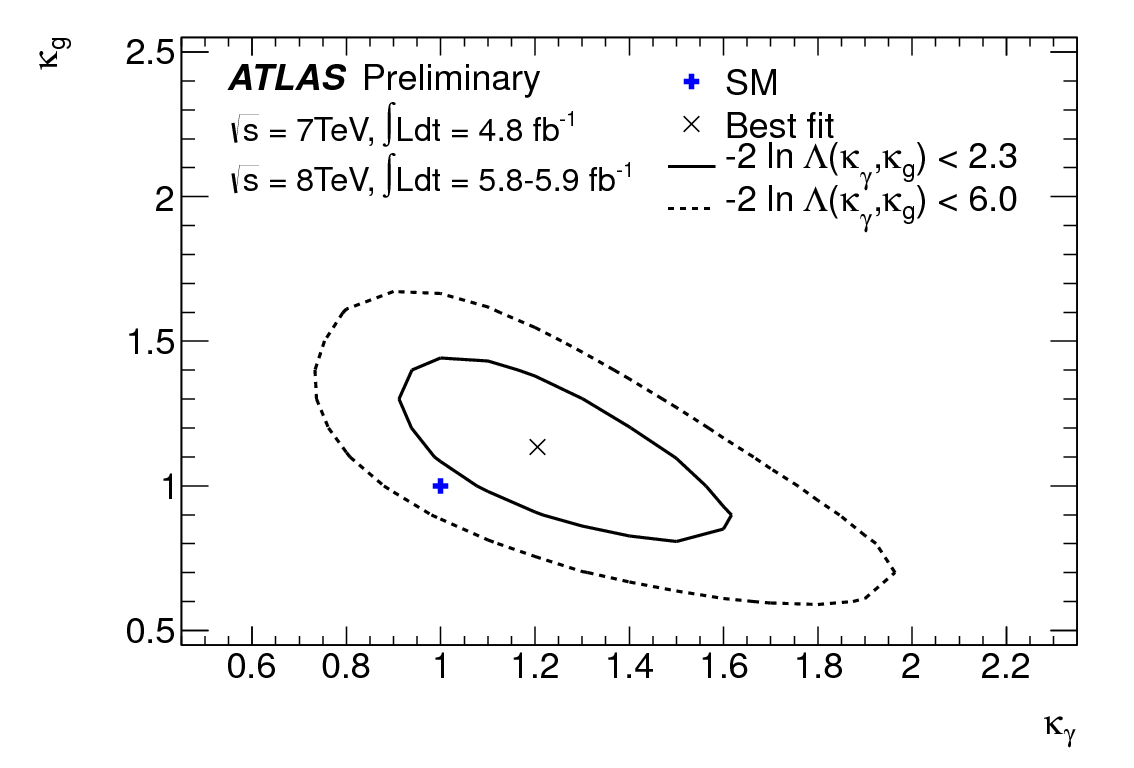 κg
ATLAS Preliminary
√s = 7TeV, ∫Ldt = 4.8 fb-1
√s = 8TeV, ∫Ldt = 5.8-5.9 fb-1
SM
Best fit
-2 ln Λ(κγ,κg) < 2.3
-2 ln Λ(κγ,κg) < 6.0
2.5
2
1.5
1
0.5
0.6 0.8 1 1.2 1.4 1.6 1.8 2 2.2
κγ